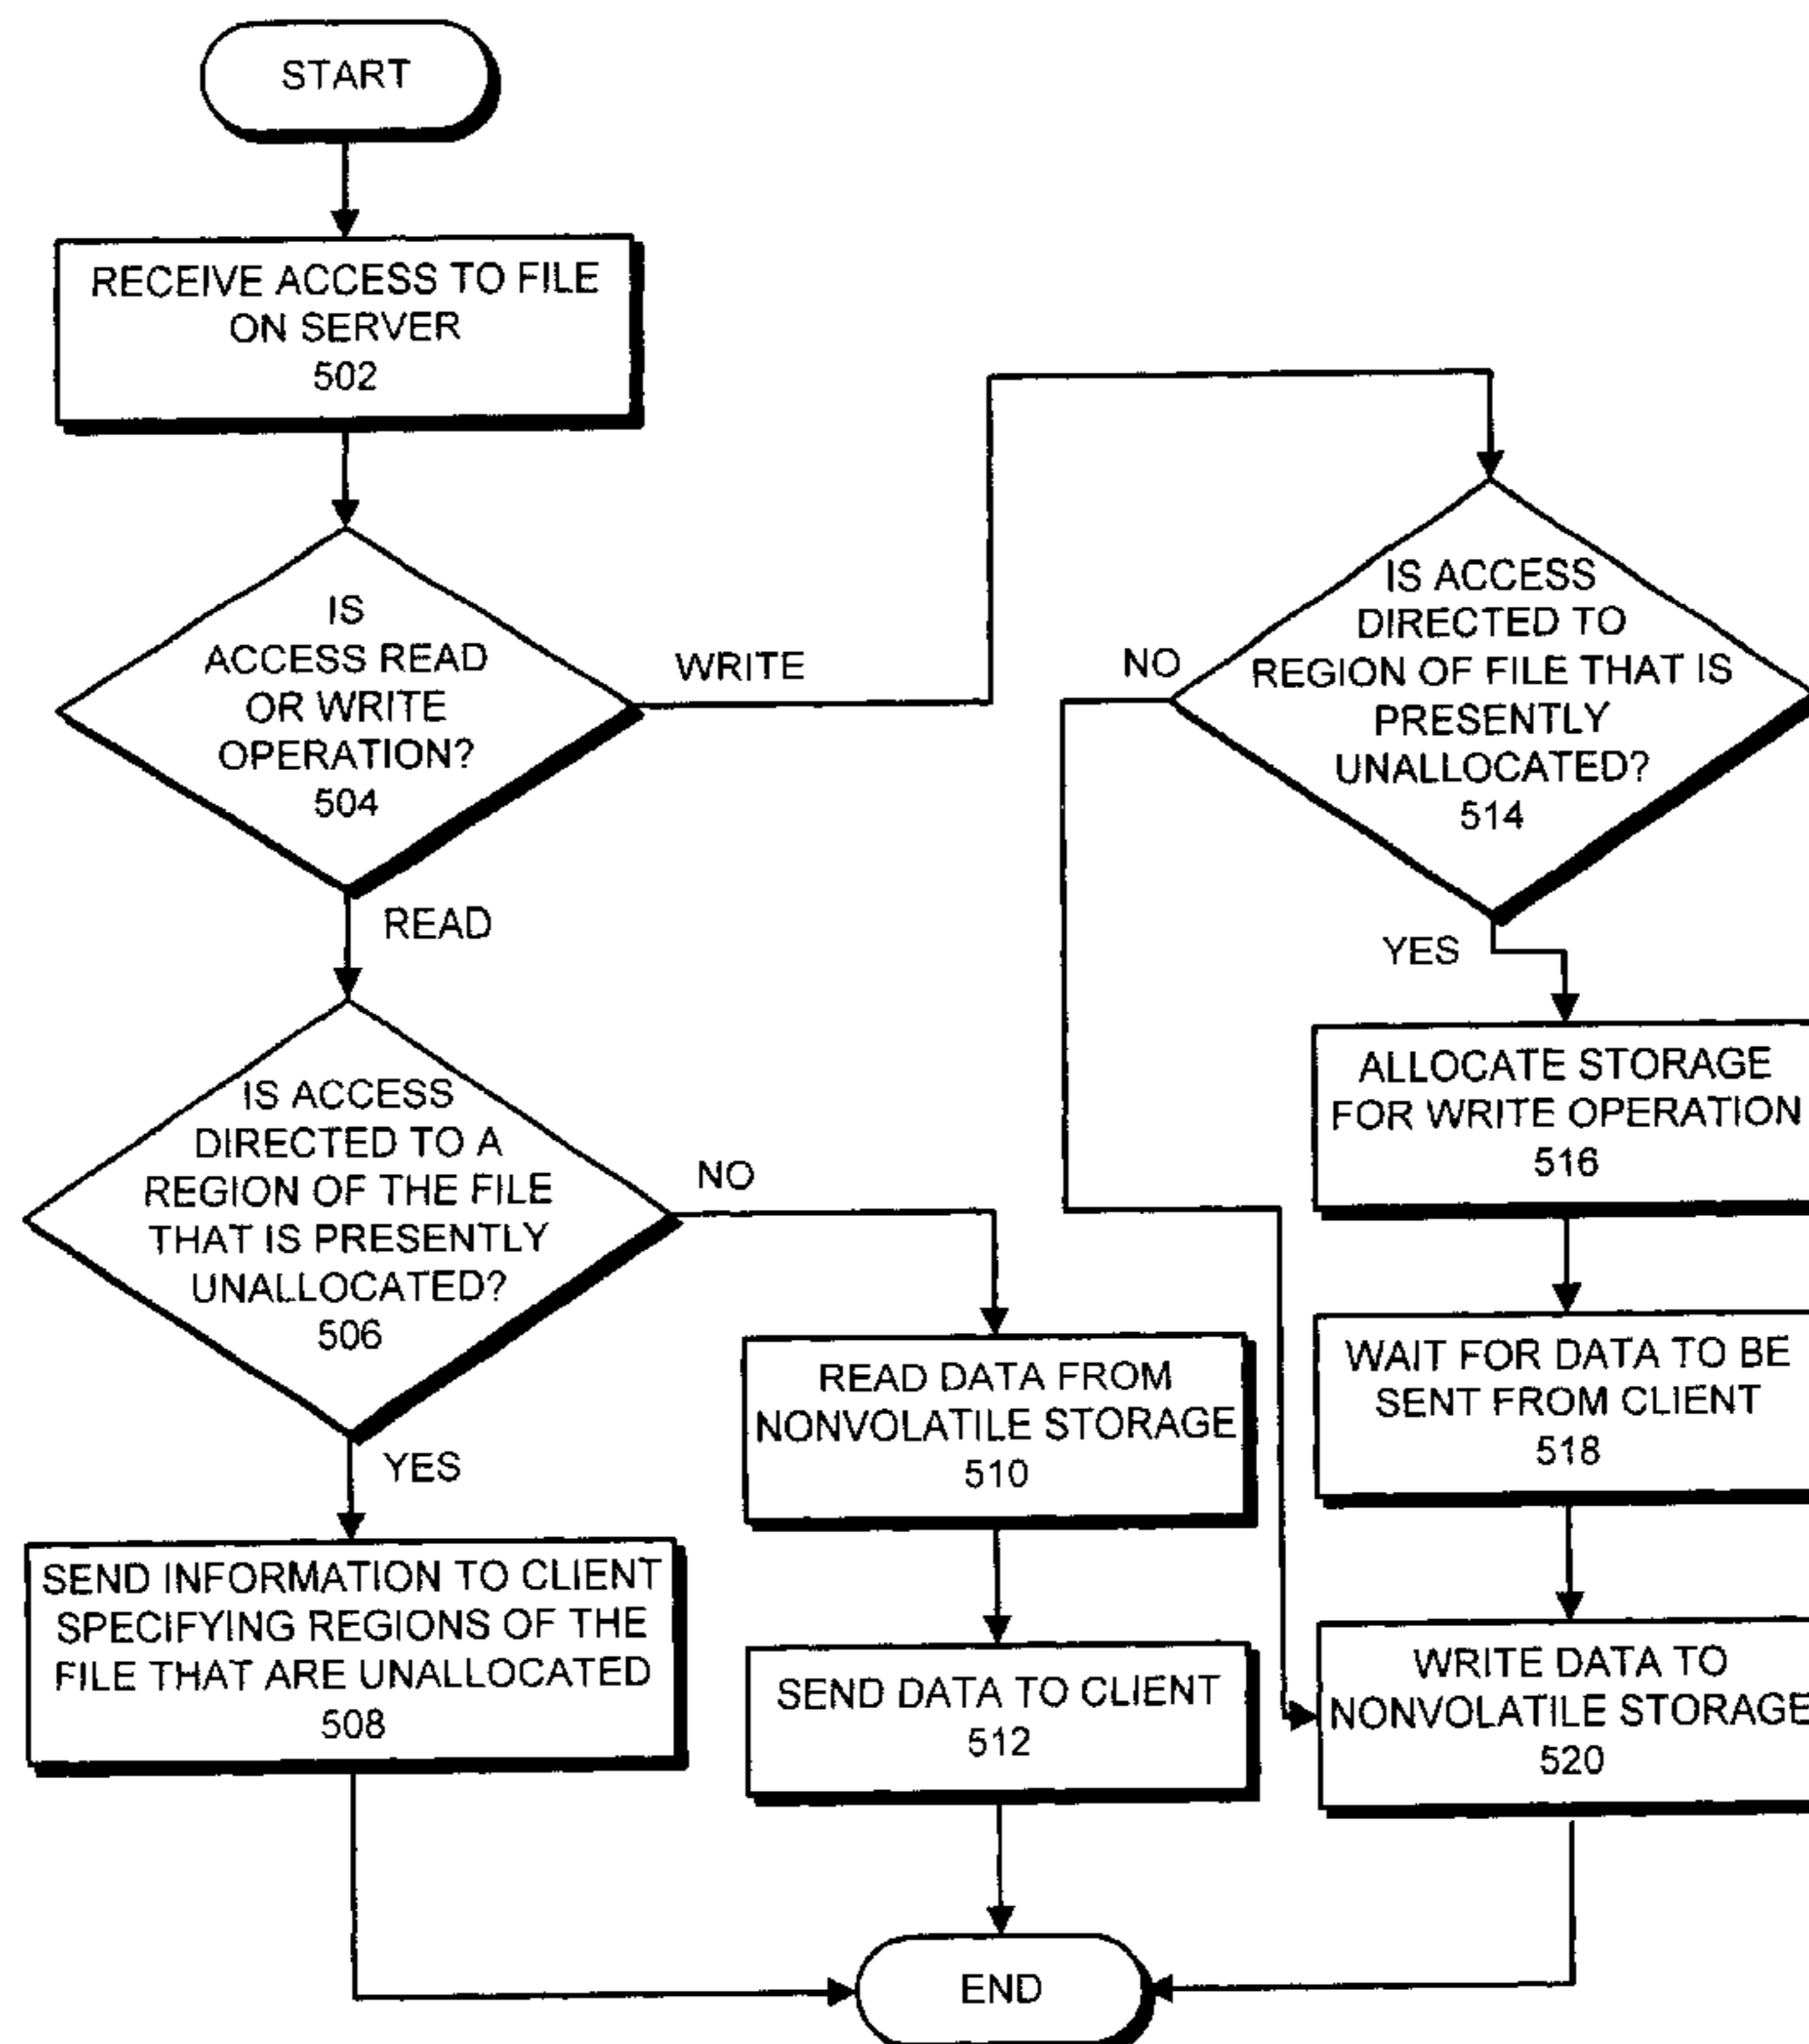 START
RECEIVE ACCESS TO FILE
ON SERVER
502
IS
ACCESS READ
OR WRITE
OPERATION?
504
WRITE
READ
IS ACCESS
DIRECTED TO A
REGION OF THE FILE
THAT IS PRESENTLY
UNALLOCATED?
506
NO
YES
SEND INFORMATION TO CLIENT
SPECIFYING REGIONS OF THE
FILE THAT ARE UNALLOCATED
508
READ DATA FROM
NONVOLATILE STORAGE
510
SEND DATA TO CLIENT
512
IS ACCESS
DIRECTED TO
REGION OF FILE THAT IS
PRESENTLY
UNALLOCATED?
514
NO
YES
ALLOCATE STORAGE
FOR WRITE OPERATION
516
WAIT FOR DATA TO BE
SENT FROM CLIENT
518
WRITE DATA TO
NONVOLATILE STORAGE
520
END